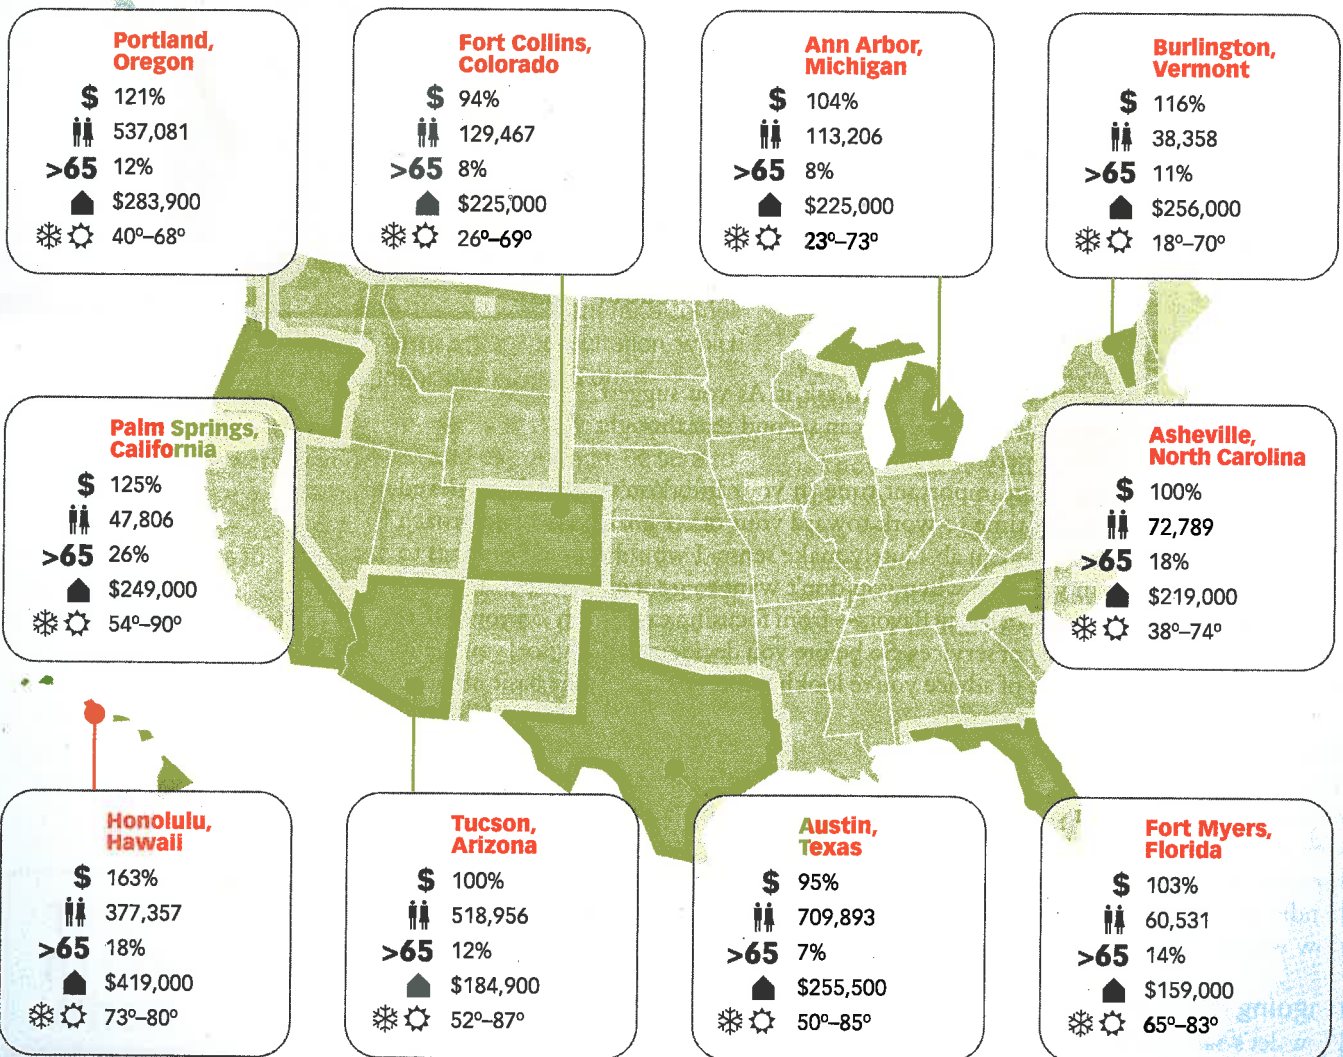 Portland,
Oregon
$ 121%
537,081
>65 12%
$283,900
40º–68º
Fort Collins,
Colorado
$ 94%
129,467
>65 8%
$225,000
26º–69º
Ann Arbor,
Michigan
$ 104%
113,206
>65 8%
$225,000
23º–73º
Burlington,
Vermont
$ 116%
38,358
>65 11%
$256,000
18º–70º
Palm Springs,
California
$ 125%
47,806
>65 26%
$249,000
54º–90º
Asheville,
North Carolina
$ 100%
72,789
>65 18%
$219,000
38º–74º
Honolulu,
Hawaii
$ 163%
377,357
>65 18%
$419,000
73º–80º
Tucson,
Arizona
$ 100%
518,956
>65 12%
$184,900
52º–87º
Austin,
Texas
$ 95%
709,893
>65 7%
$255,500
50º–85º
Fort Myers,
Florida
$ 103%
60,531
>65 14%
$159,000
65º–83º